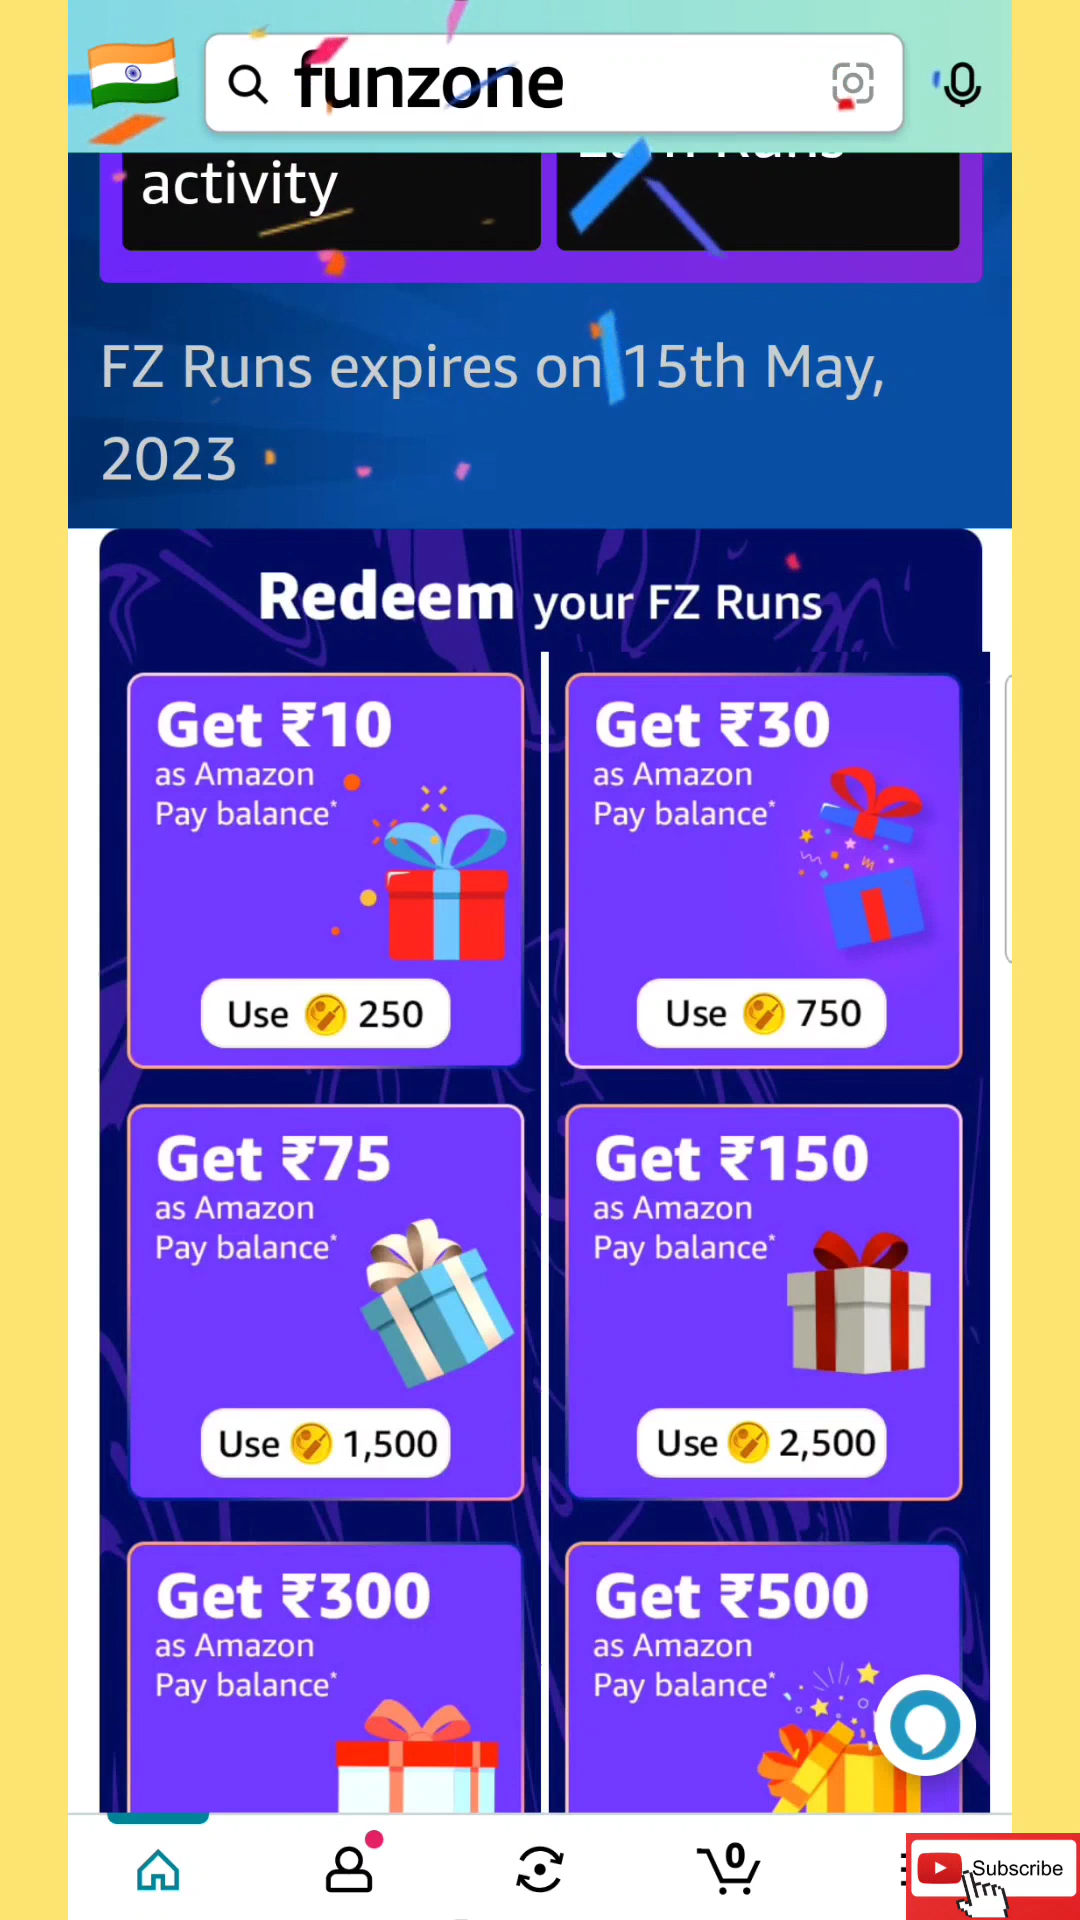 funzone
activity
Earn Runs
FZ Runs expires on 15th May,
2023
Redeem your FZ Runs
Get ₹10
as Amazon
Pay balance*
Use 250
Get ₹30
as Amazon
Pay balance*
Use 750
Get ₹75
as Amazon
Pay balance*
Use 1,500
Get ₹150
as Amazon
Pay balance*
Use 2,500
Get ₹300
as Amazon
Pay balance*
Get ₹500
as Amazon
Pay balance*
0
Subscribe